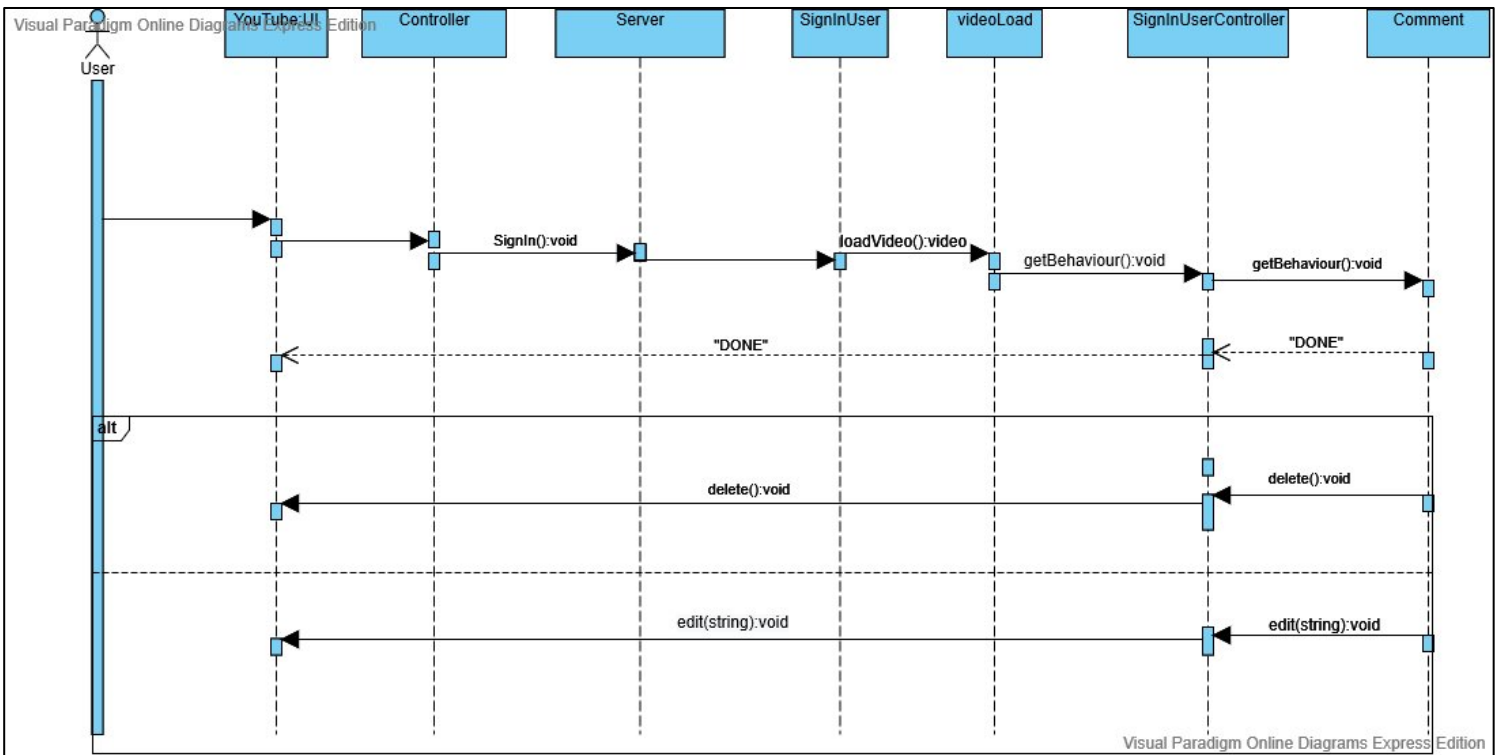 Visual Paradigm Online Diagrams Express Edition
YouTube:UI
Controller
Server
SignInUser
videoLoad
SignInUserController
Comment
User
SignIn():void
loadVideo():video
getBehaviour():void
getBehaviour():void
"DONE"
"DONE"
alt
delete():void
delete():void
edit(string):void
edit(string):void
Visual Paradigm Online Diagrams Express Edition